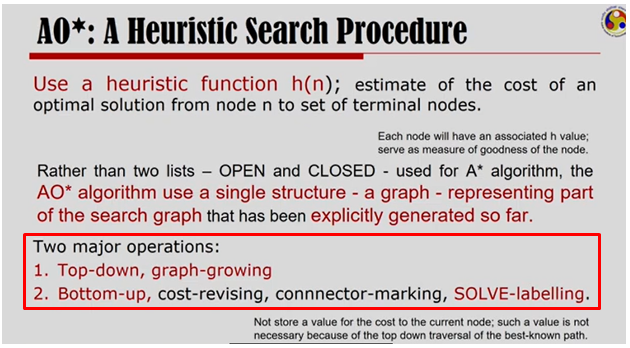 AO*: A Heuristic Search Procedure
Use a heuristic function h(n); estimate of the cost of an
optimal solution from node n to set of terminal nodes.
Each node will have an associated h value;
serve as measure of goodness of the node.
Rather than two lists – OPEN and CLOSED - used for A* algorithm, the
AO* algorithm use a single structure - a graph - representing part
of the search graph that has been explicitly generated so far.
Two major operations:
1. Top-down, graph-growing
2. Bottom-up, cost-revising, connnector-marking, SOLVE-labelling.
Not store a value for the cost to the current node; such a value is not
necessary because of the top down traversal of the best-known path.